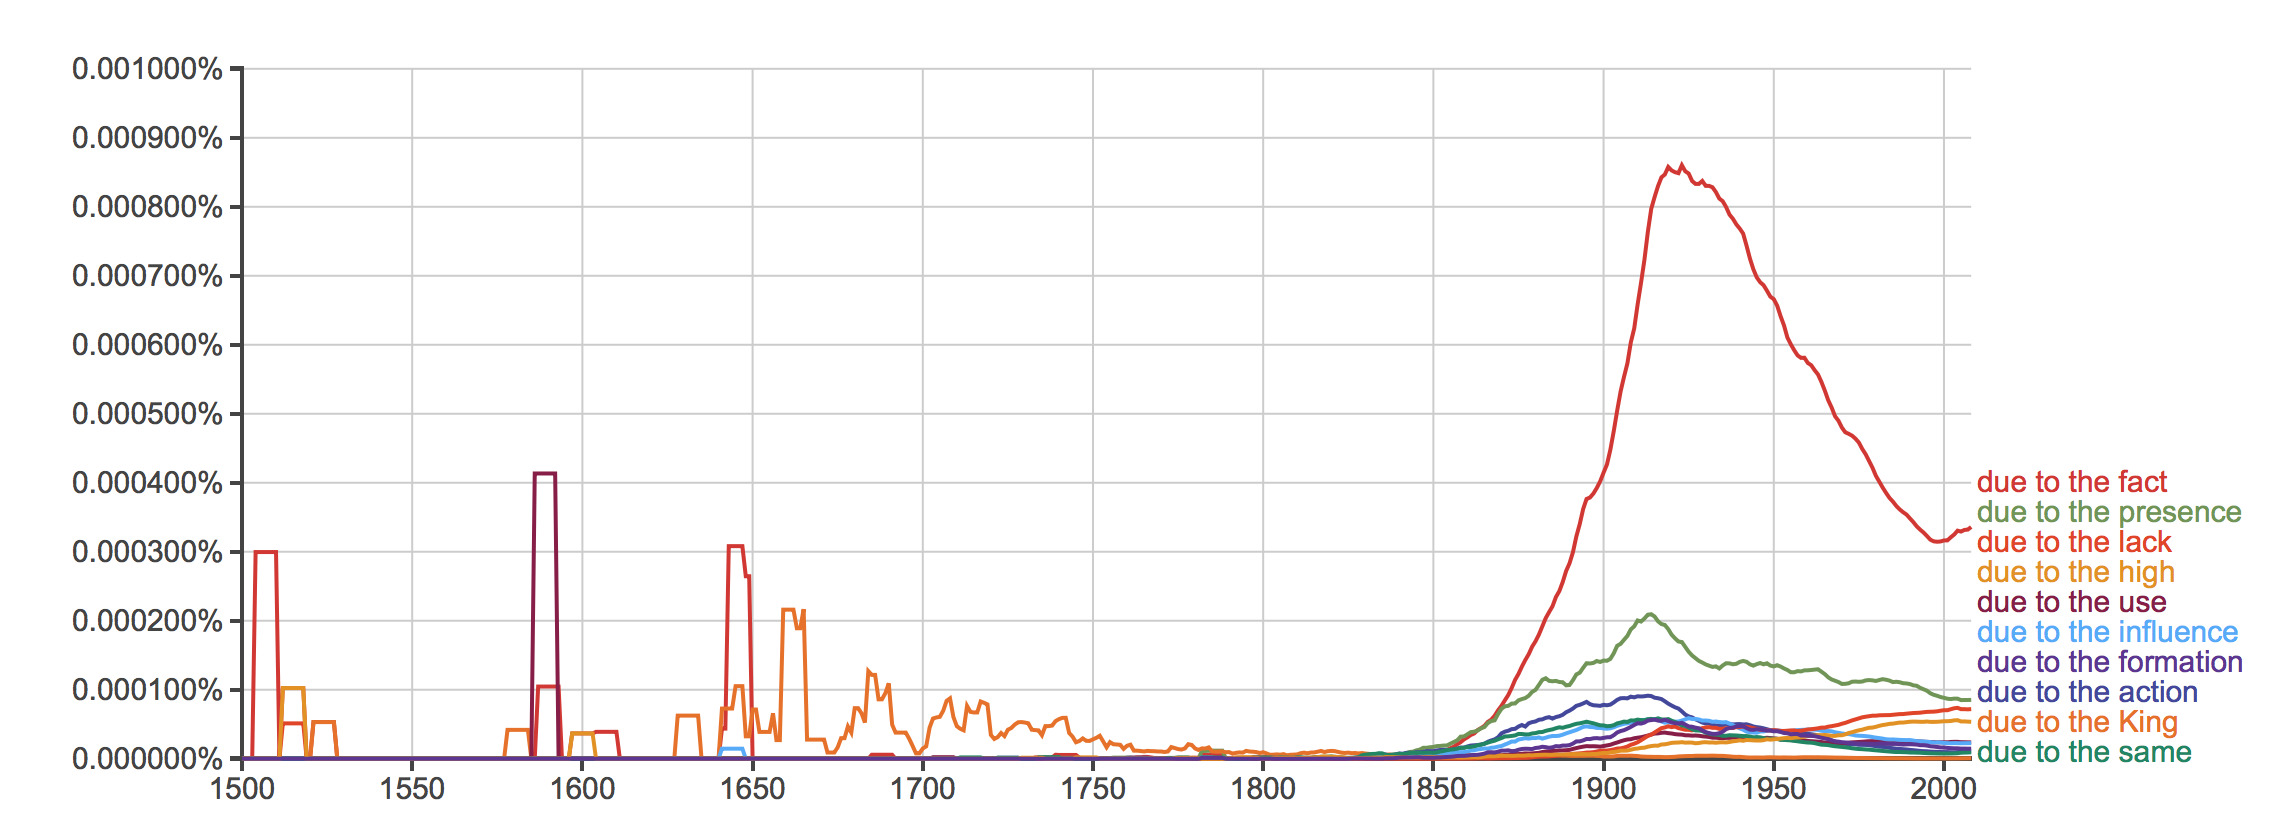 0.001000%
0.000900%
0.000800%
0.000700%
0.000600%
0.000500%
0.000400%
0.000300%
0.000200%
0.000100%
0.000000%
1500 1550 1600 1650 1700 1750 1800 1850 1900 1950 2000
due to the fact
due to the presence
due to the lack
due to the high
due to the use
due to the influence
due to the formation
due to the action
due to the King
due to the same